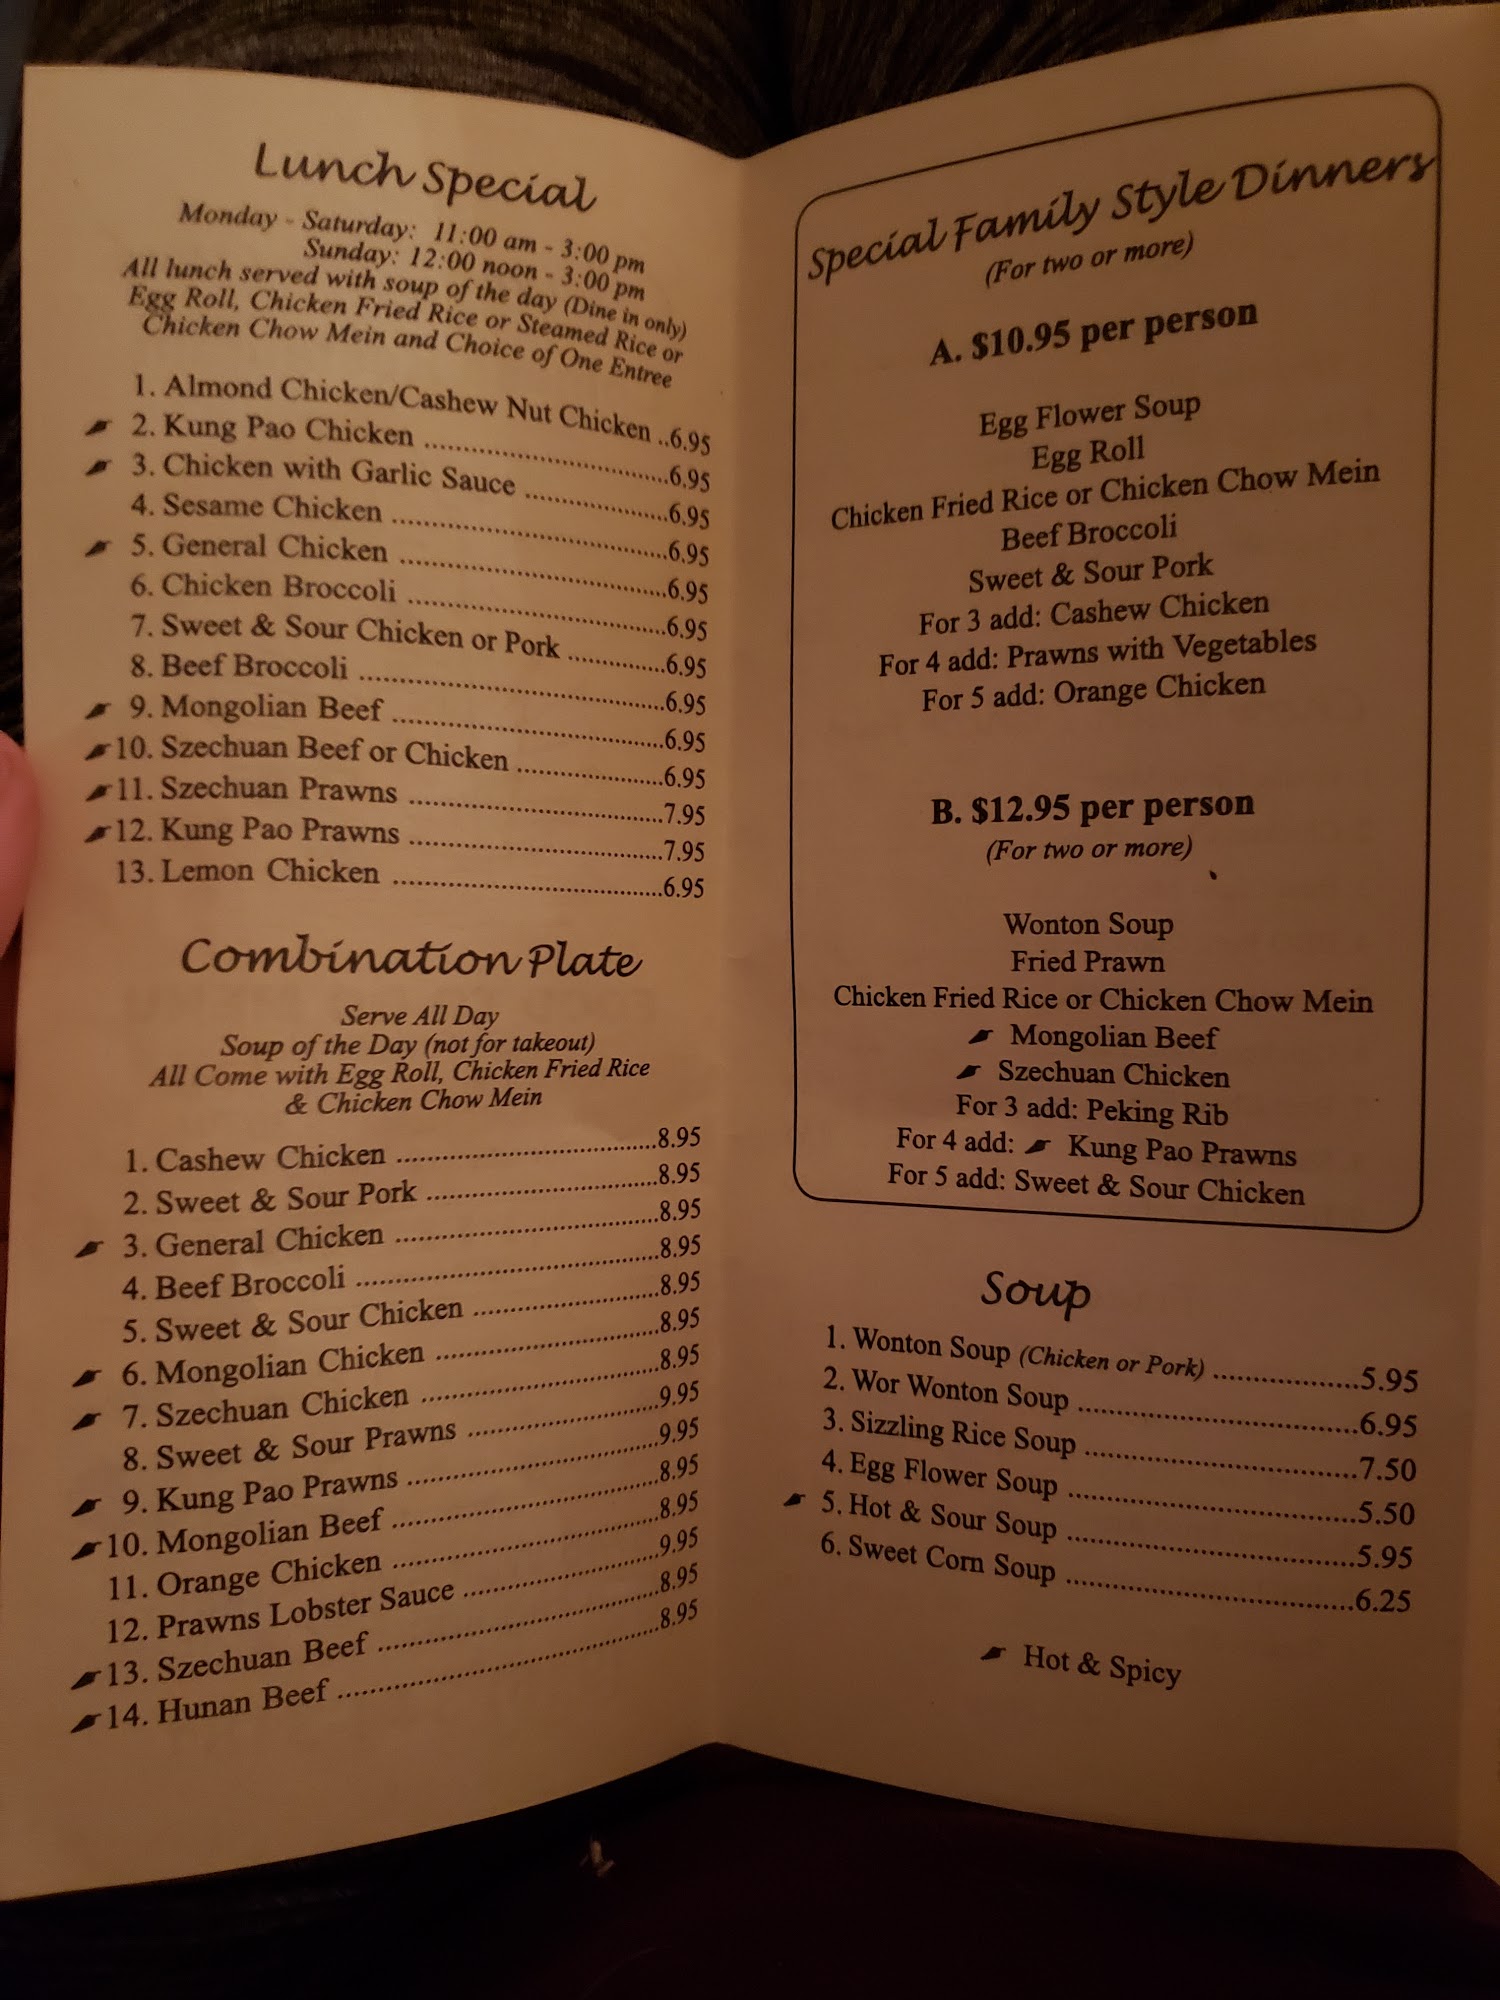 Lunch Special
Monday - Saturday: 11:00 am - 3:00 pm
Sunday: 12:00 noon - 3:00 pm
All lunch served with soup of the day (Dine in only)
Egg Roll, Chicken Fried Rice or Steamed Rice or
Chicken Chow Mein and Choice of One Entree
1. Almond Chicken/Cashew Nut Chicken ..6.95
2. Kung Pao Chicken ..........6.95
3. Chicken with Garlic Sauce ..........6.95
4. Sesame Chicken ..........6.95
5. General Chicken ..........6.95
6. Chicken Broccoli ..........6.95
7. Sweet & Sour Chicken or Pork ..........6.95
8. Beef Broccoli ..........6.95
9. Mongolian Beef ..........6.95
10. Szechuan Beef or Chicken ..........6.95
11. Szechuan Prawns ..........7.95
12. Kung Pao Prawns ..........7.95
13. Lemon Chicken ..........6.95
Combination Plate
Serve All Day
Soup of the Day (not for takeout)
All Come with Egg Roll, Chicken Fried Rice
& Chicken Chow Mein
1. Cashew Chicken ..........8.95
2. Sweet & Sour Pork ..........8.95
3. General Chicken ..........8.95
4. Beef Broccoli ..........8.95
5. Sweet & Sour Chicken ..........8.95
6. Mongolian Chicken ..........8.95
7. Szechuan Chicken ..........8.95
8. Sweet & Sour Prawns ..........9.95
9. Kung Pao Prawns ..........9.95
10. Mongolian Beef ..........8.95
11. Orange Chicken ..........8.95
12. Prawns Lobster Sauce ..........9.95
13. Szechuan Beef ..........8.95
14. Hunan Beef ..........8.95
Special Family Style Dinners
(For two or more)
A. $10.95 per person
Egg Flower Soup
Egg Roll
Chicken Fried Rice or Chicken Chow Mein
Beef Broccoli
Sweet & Sour Pork
For 3 add: Cashew Chicken
For 4 add: Prawns with Vegetables
For 5 add: Orange Chicken
B. $12.95 per person
(For two or more)
Wonton Soup
Fried Prawn
Chicken Fried Rice or Chicken Chow Mein
Mongolian Beef
Szechuan Chicken
For 3 add: Peking Rib
For 4 add: Kung Pao Prawns
For 5 add: Sweet & Sour Chicken
Soup
1. Wonton Soup (Chicken or Pork) ..........5.95
2. Wor Wonton Soup ..........6.95
3. Sizzling Rice Soup ..........7.50
4. Egg Flower Soup ..........5.50
5. Hot & Sour Soup ..........5.95
6. Sweet Corn Soup ..........6.25
Hot & Spicy